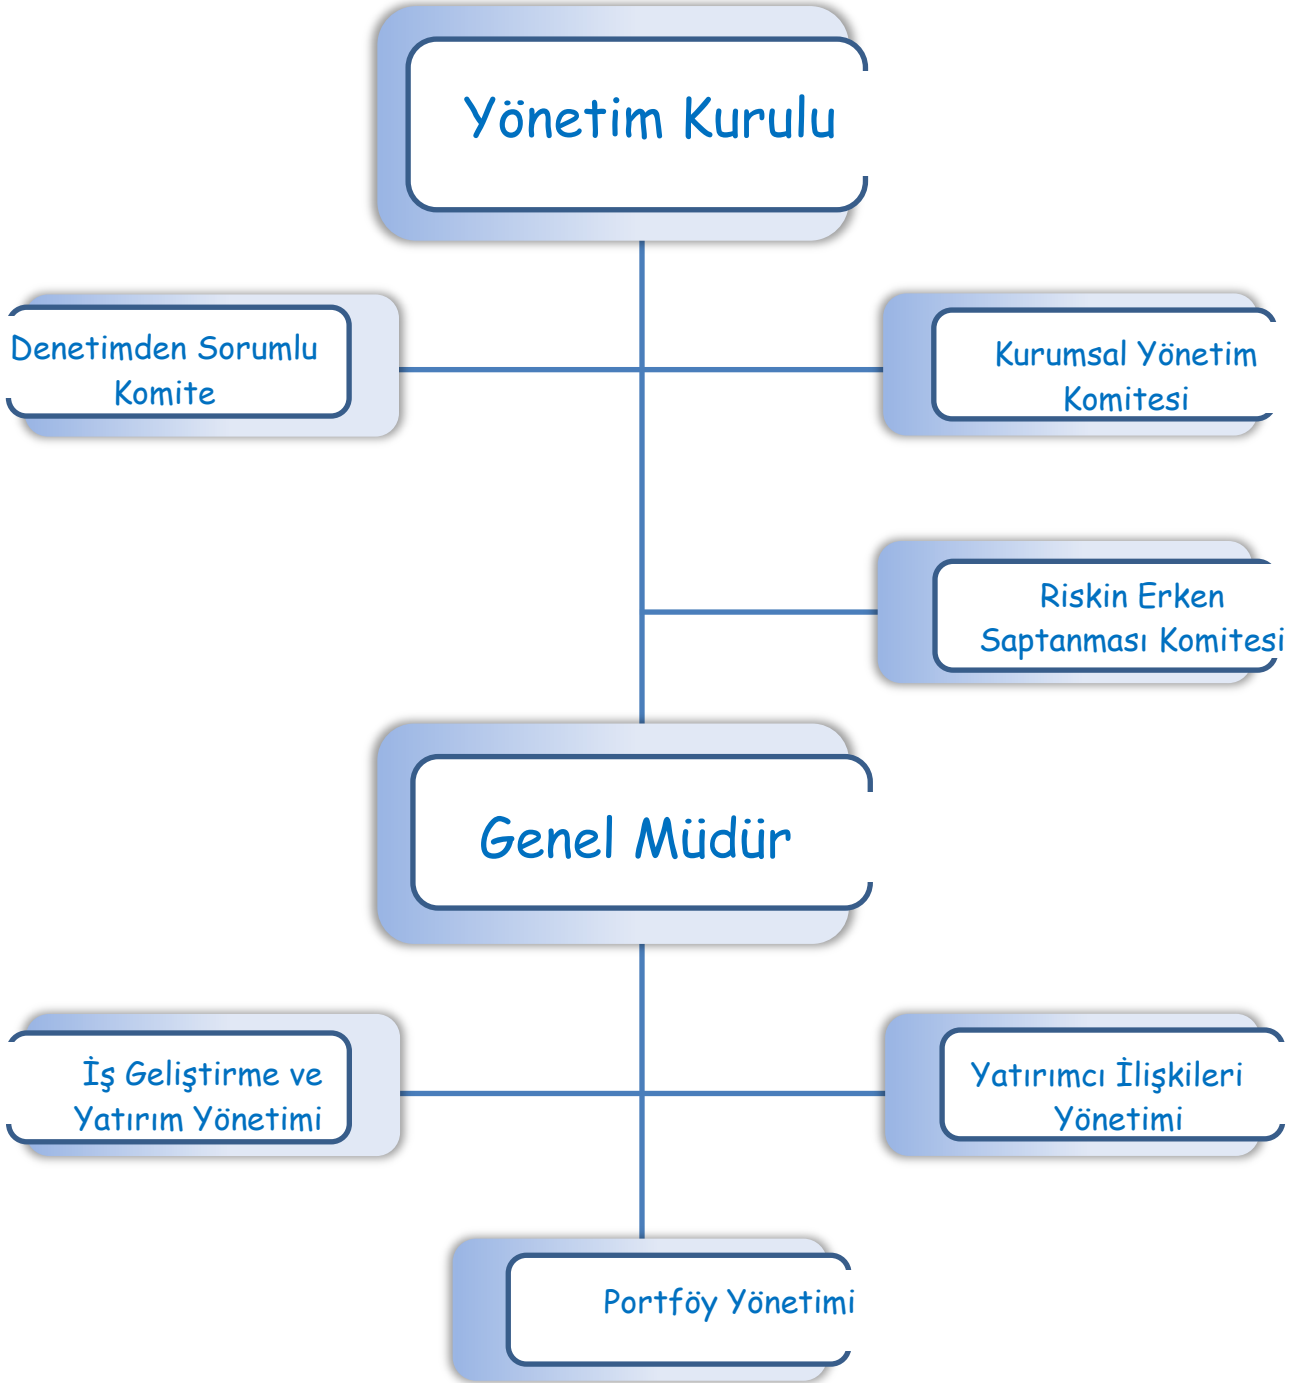 Yönetim Kurulu
Denetimden Sorumlu
Komite
Kurumsal Yönetim
Komitesi
Riskin Erken
Saptanması Komitesi
Genel Müdür
İş Geliştirme ve
Yatırım Yönetimi
Yatırımcı İlişkileri
Yönetimi
Portföy Yönetimi